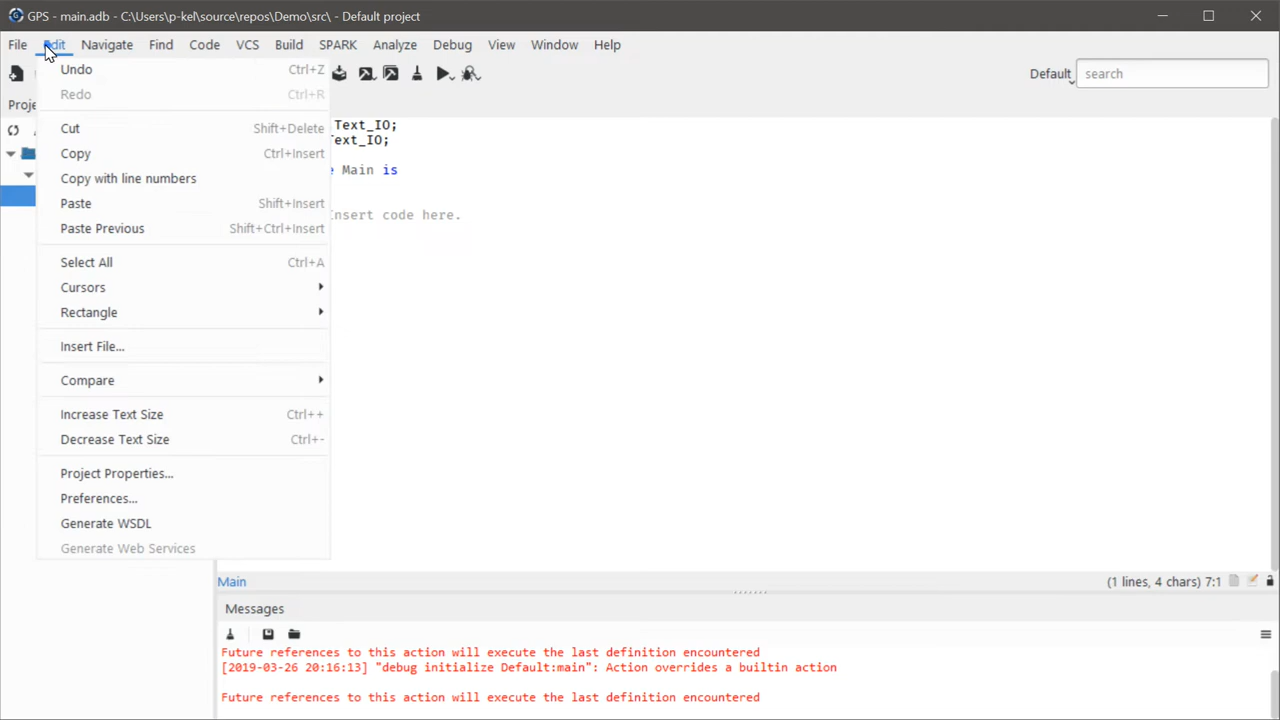 GPS - main.adb - C:\Users\p-kel\source\repos\Demo\src\ - Default project
File Edit Navigate Find Code VCS Build SPARK Analyze Debug View Window Help
Default
search
Proje
Undo Ctrl+Z
Redo Ctrl+R
Cut Shift+Delete
Copy Ctrl+Insert
Copy with line numbers
Paste Shift+Insert
Paste Previous Shift+Ctrl+Insert
Select All Ctrl+A
Cursors
Rectangle
Insert File...
Compare
Increase Text Size Ctrl++
Decrease Text Size Ctrl+-
Project Properties...
Preferences...
Generate WSDL
Generate Web Services
Text_IO;
Text_IO;
e Main is
nsert code here.
Main
(1 lines, 4 chars) 7:1
Messages
Future references to this action will execute the last definition encountered
[2019-03-26 20:16:13] "debug initialize Default:main": Action overrides a builtin action
Future references to this action will execute the last definition encountered